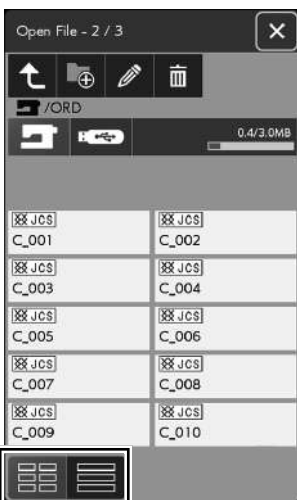 Open File - 2 / 3
/ORD
0.4/3.0MB
JCS JCS
C_001 C_002
JCS JCS
C_003 C_004
JCS JCS
C_005 C_006
JCS JCS
C_007 C_008
JCS JCS
C_009 C_010